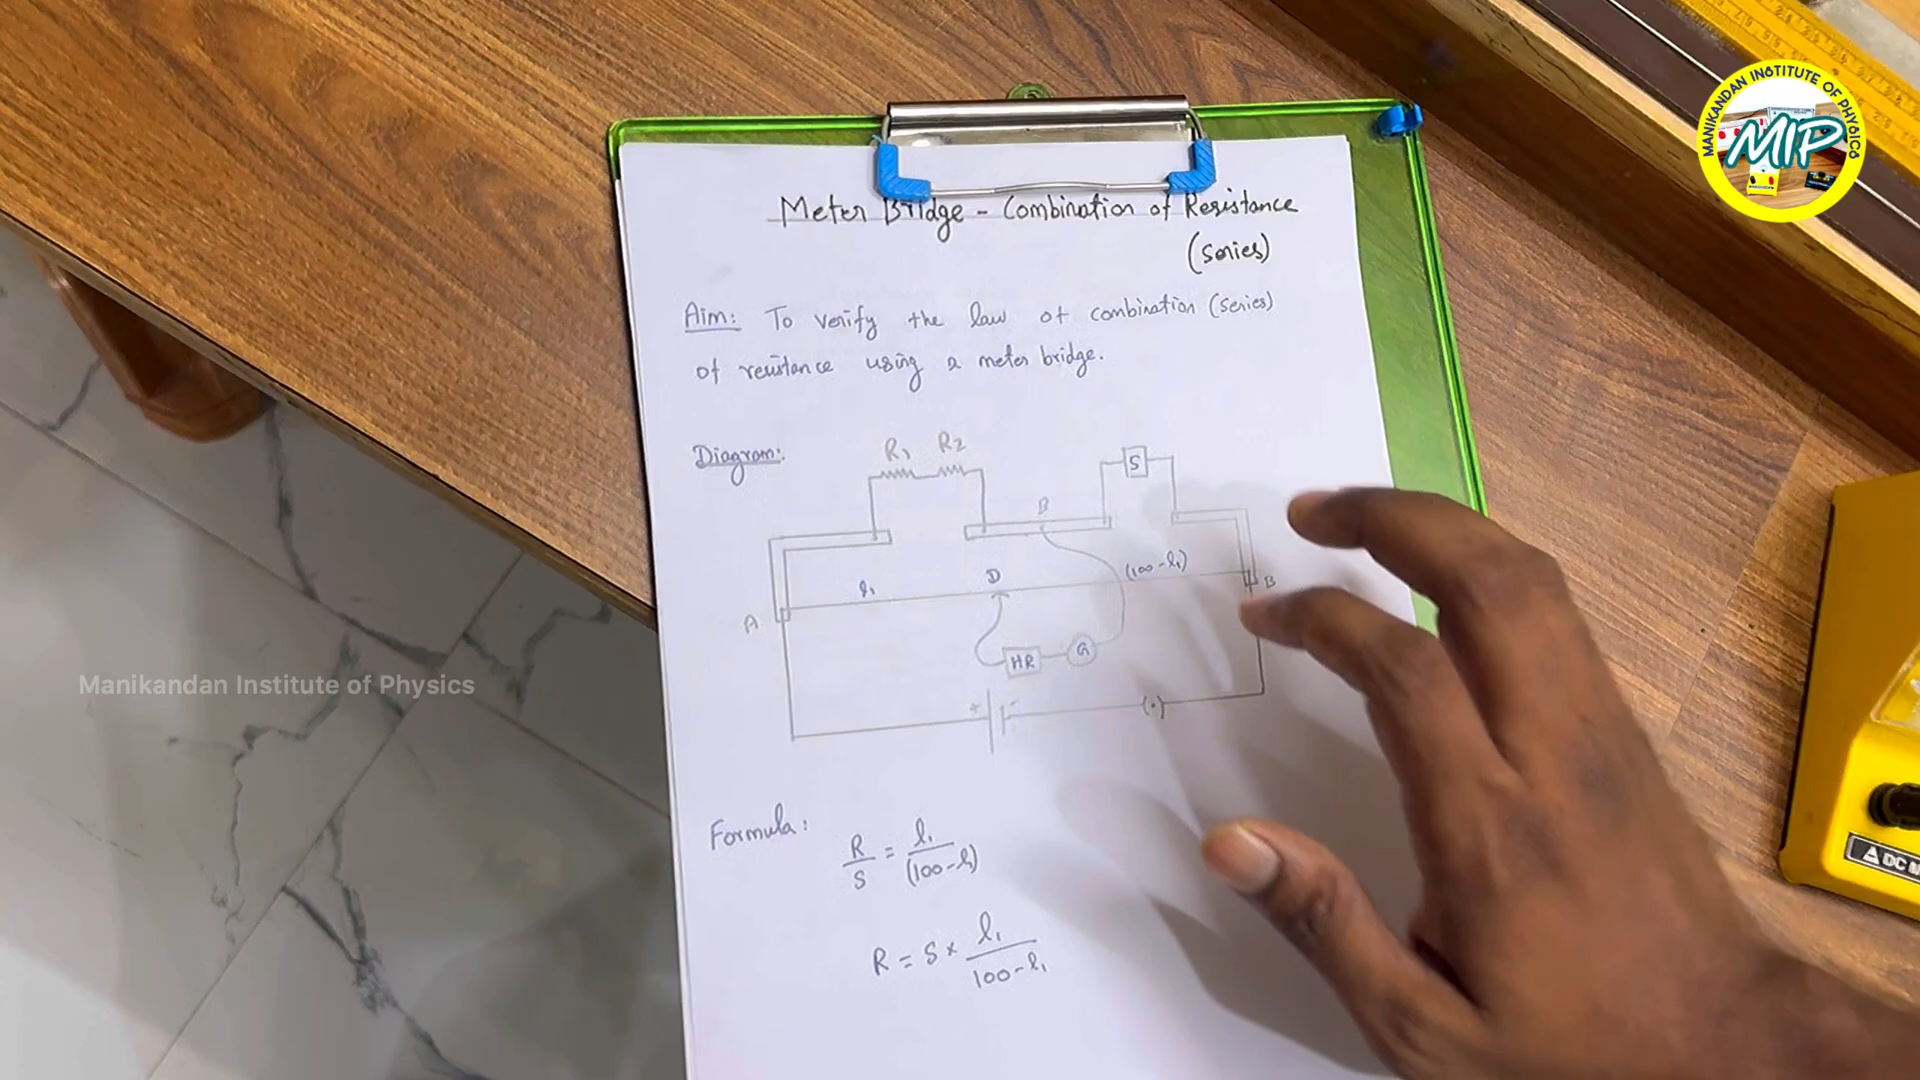 MANIKANDAN INSTITUTE OF PHYSICS
MIP
Meter Bridge - Combination of Resistance
(Series)
Aim: To verify the law of combination (series)
of resistance using a meter bridge.
Diagram:
R1 R2
S
B
l1
D
(100-l1)
A
B
HR
G
+
-
(•)
Formula:
R/S = l1/(100-l1)
R = S × l1/100-l1
Manikandan Institute of Physics
DC